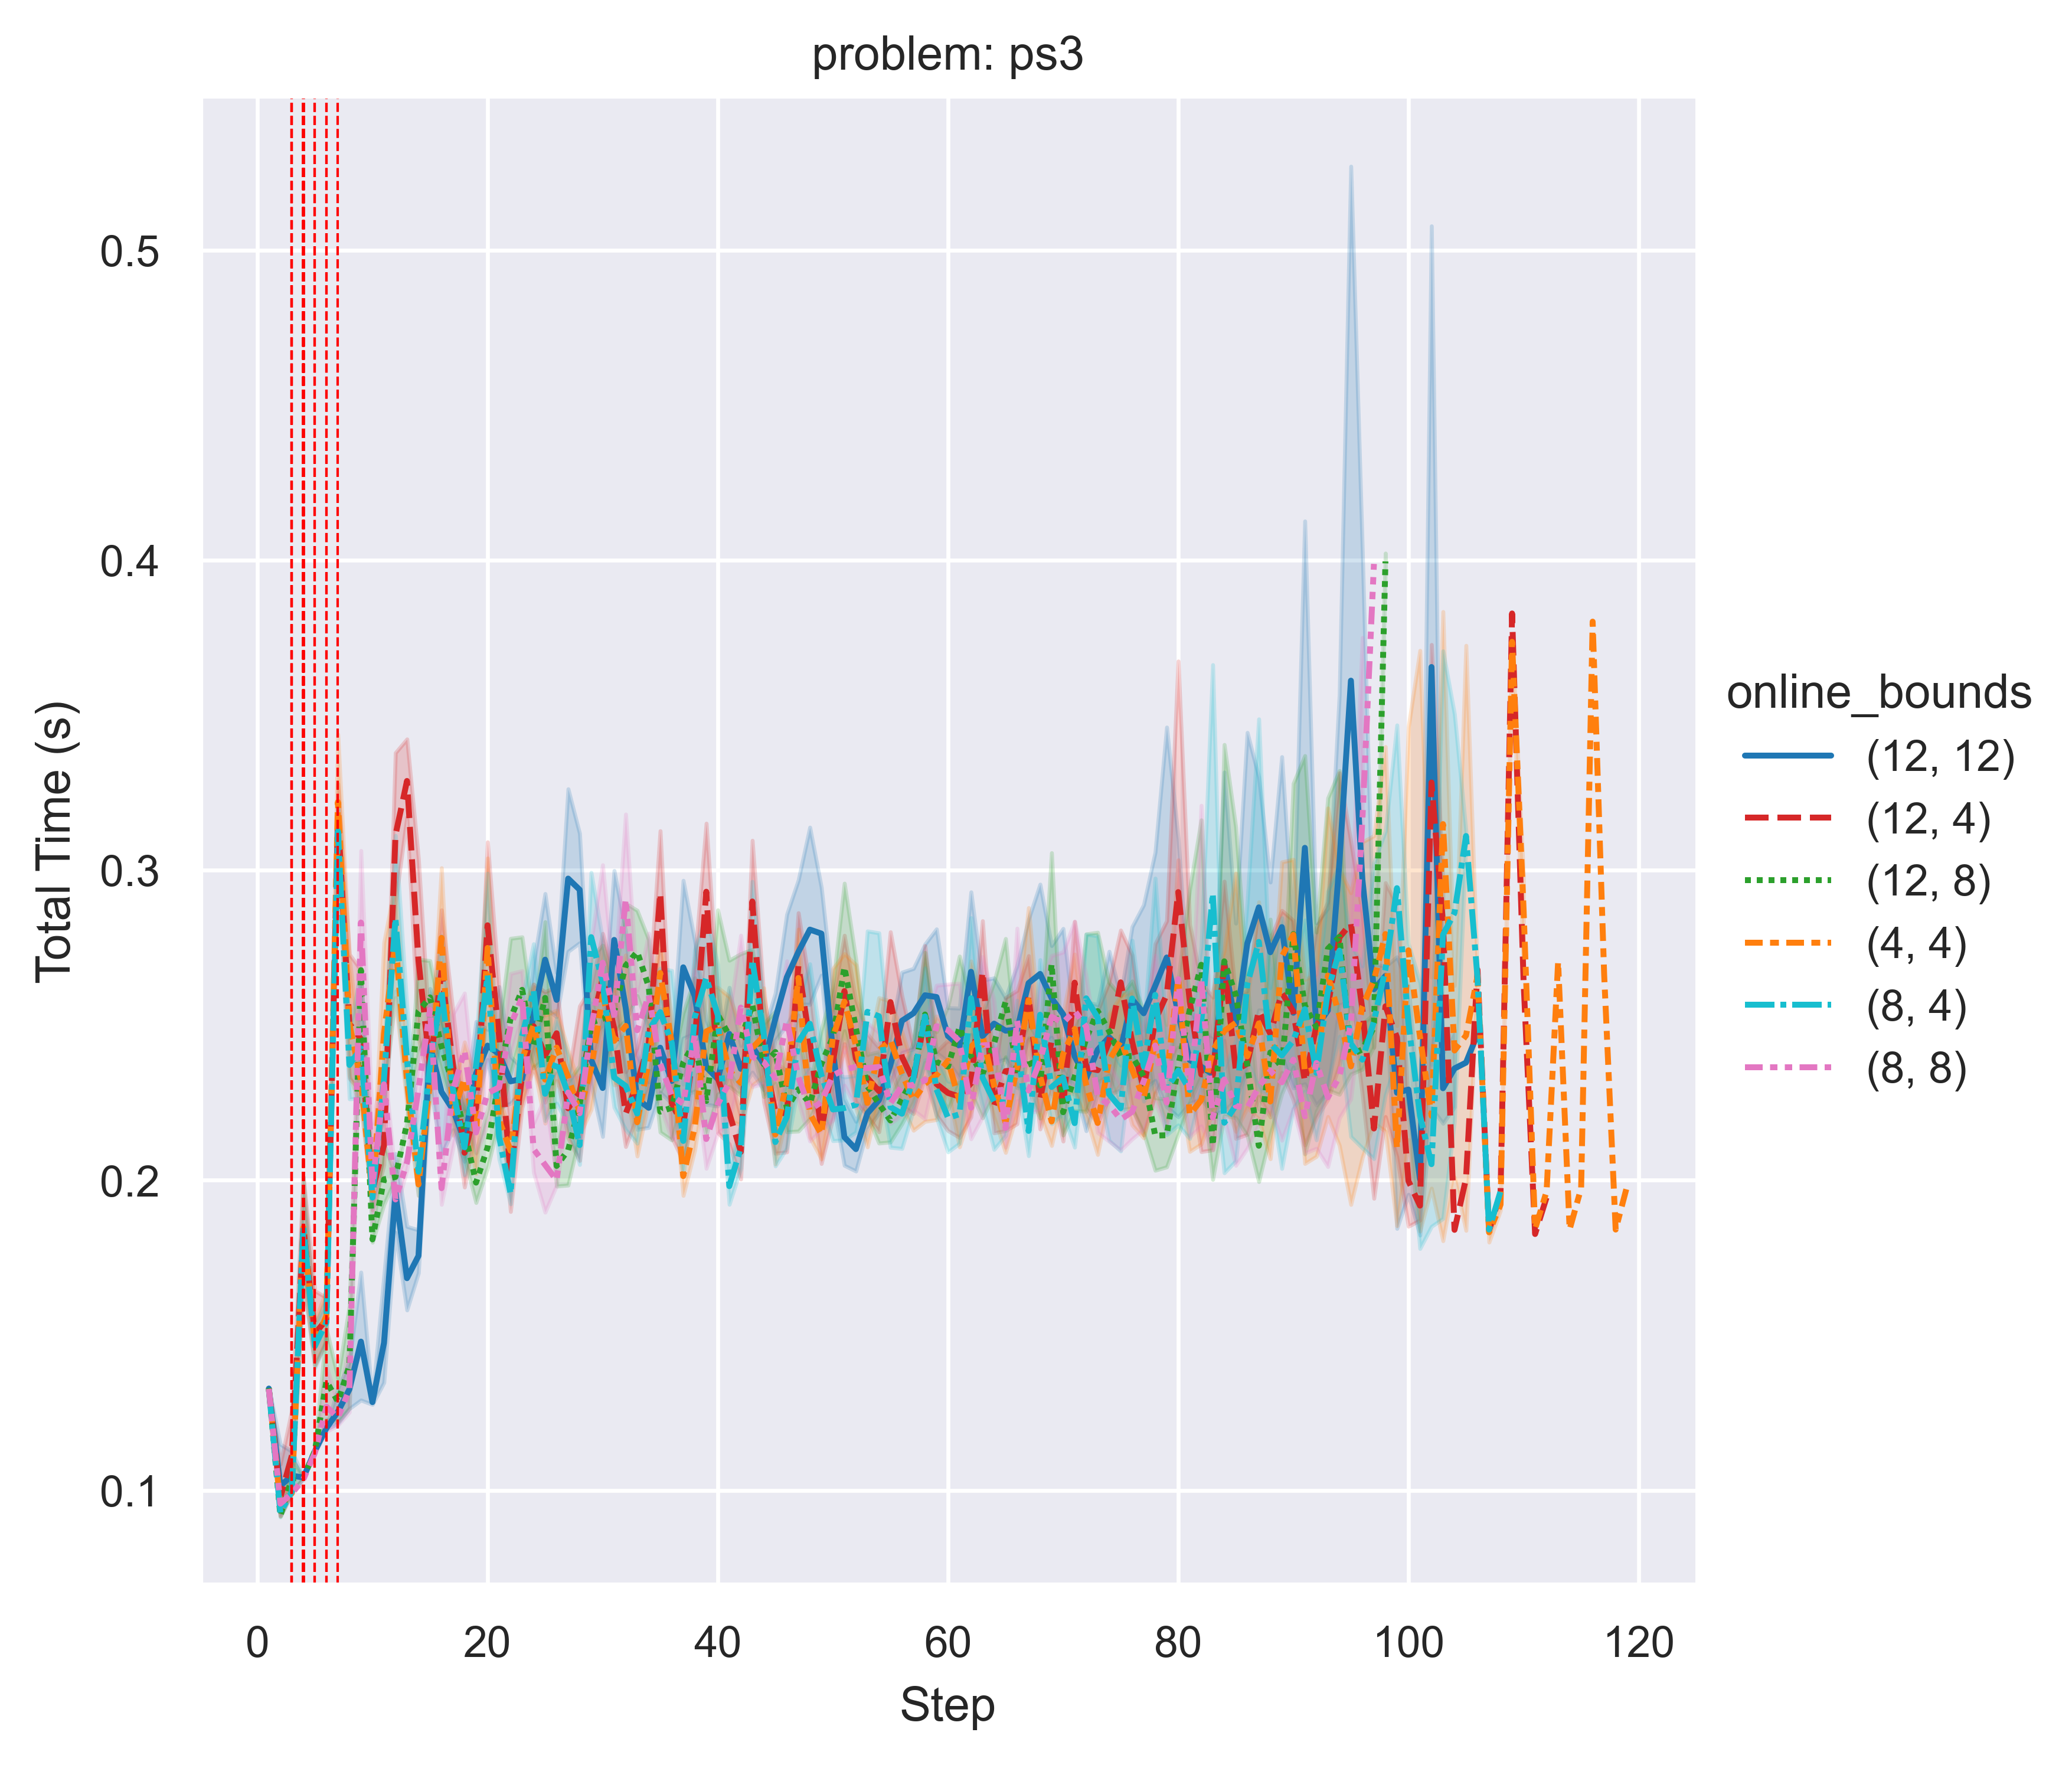 problem: ps3
Total Time (s)
0.5
0.4
0.3
0.2
0.1
0 20 40 60 80 100 120
Step
online_bounds
(12, 12)
(12, 4)
(12, 8)
(4, 4)
(8, 4)
(8, 8)